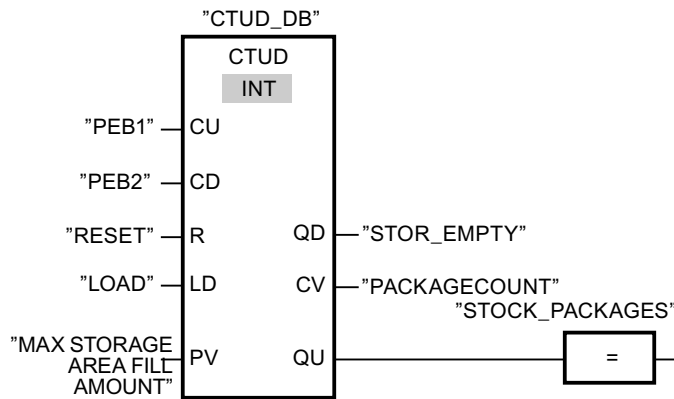 "CTUD_DB"
CTUD
INT
"PEB1"
CU
"PEB2"
CD
"RESET"
R
QD
"STOR_EMPTY"
"LOAD"
LD
CV
"PACKAGECOUNT"
"STOCK_PACKAGES"
"MAX STORAGE
AREA FILL
AMOUNT"
PV
QU
=